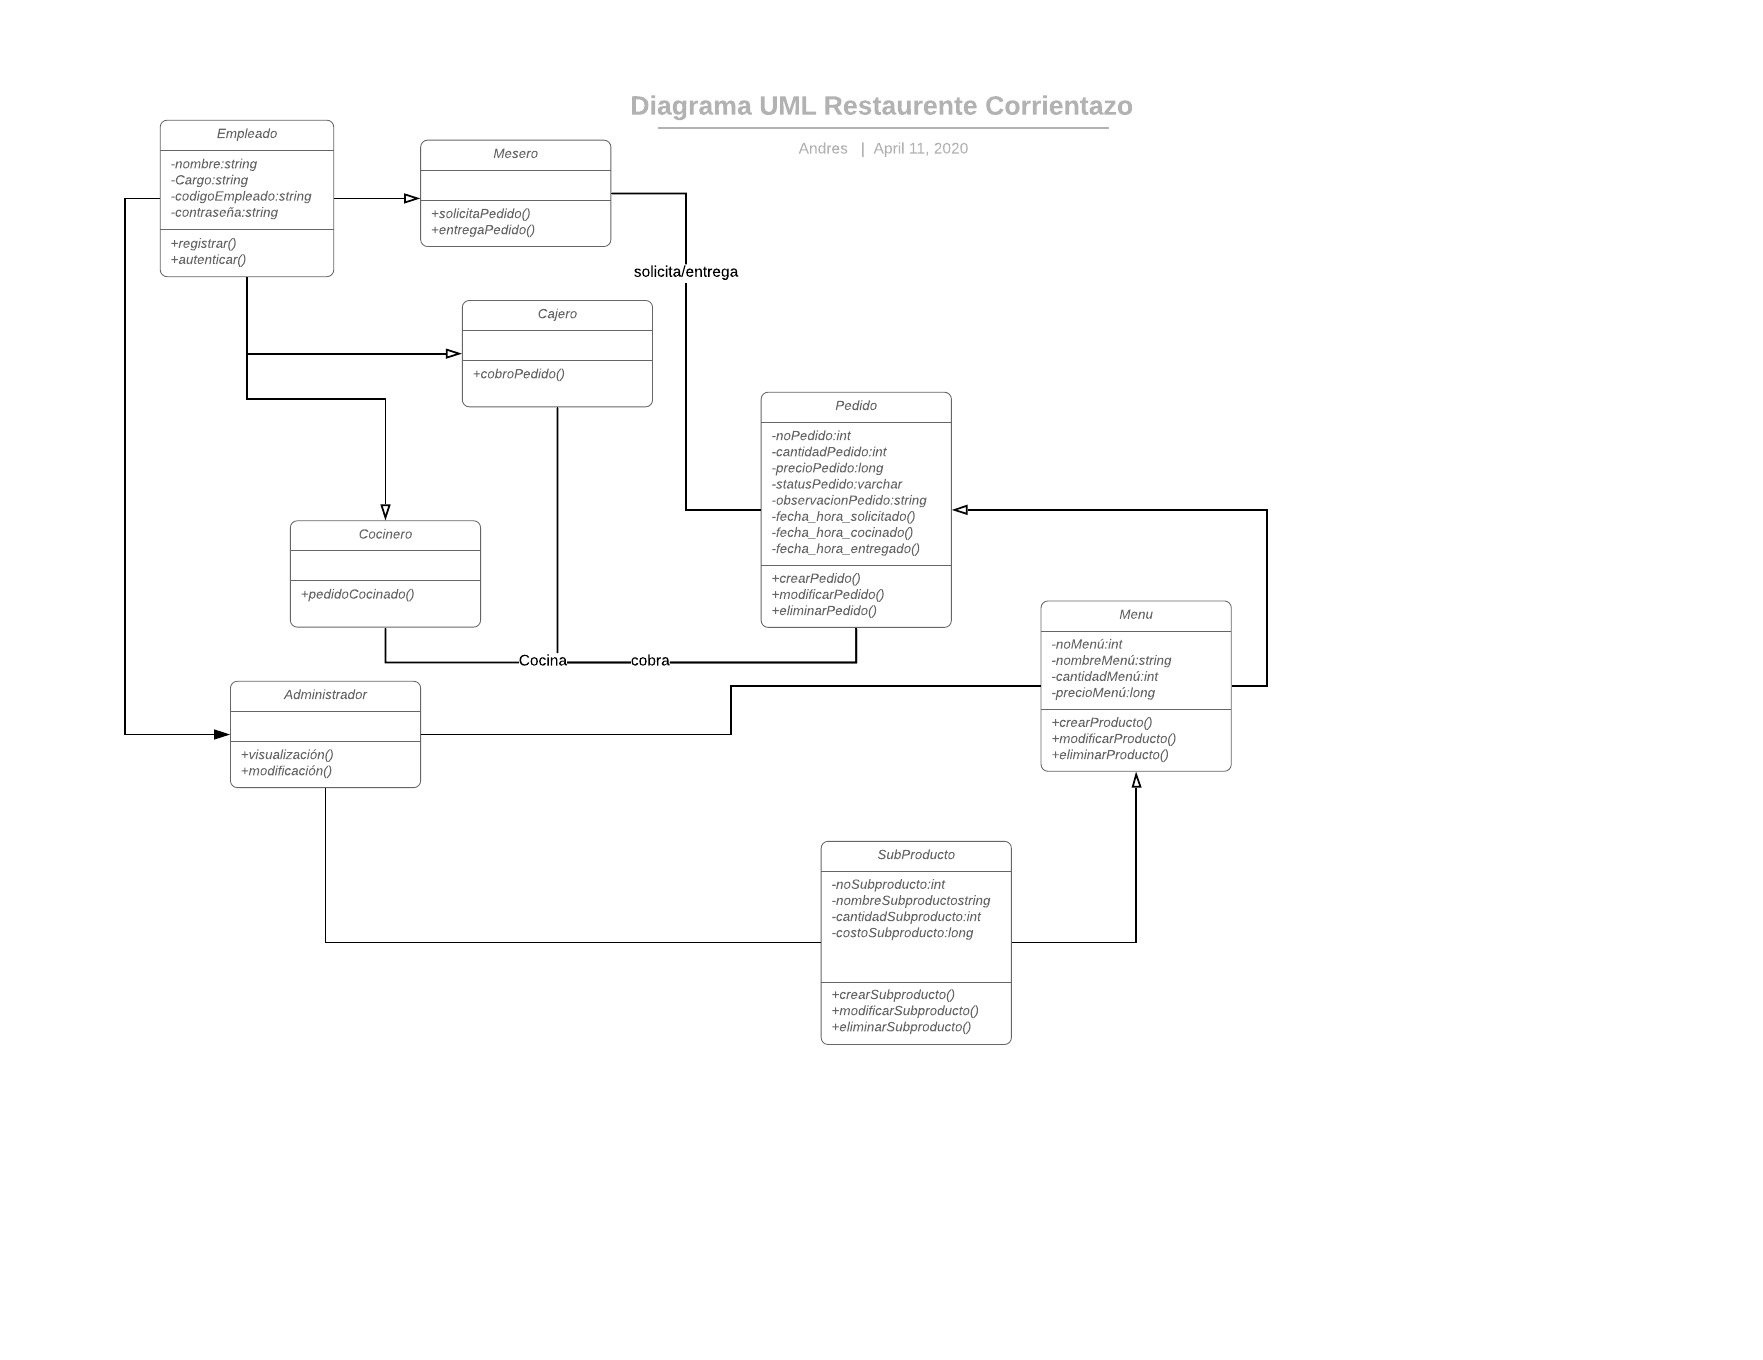 Diagrama UML Restaurente Corrientazo
Andres | April 11, 2020
Empleado
-nombre:string
-Cargo:string
-codigoEmpleado:string
-contraseña:string
+registrar()
+autenticar()
Mesero
+solicitaPedido()
+entregaPedido()
solicita/entrega
Cajero
+cobroPedido()
Pedido
-noPedido:int
-cantidadPedido:int
-precioPedido:long
-statusPedido:varchar
-observacionPedido:string
-fecha_hora_solicitado()
-fecha_hora_cocinado()
-fecha_hora_entregado()
+crearPedido()
+modificarPedido()
+eliminarPedido()
Cocinero
+pedidoCocinado()
Cocina
cobra
Menu
-noMenú:int
-nombreMenú:string
-cantidadMenú:int
-precioMenú:long
+crearProducto()
+modificarProducto()
+eliminarProducto()
Administrador
+visualización()
+modificación()
SubProducto
-noSubproducto:int
-nombreSubproductostring
-cantidadSubproducto:int
-costoSubproducto:long
+crearSubproducto()
+modificarSubproducto()
+eliminarSubproducto()